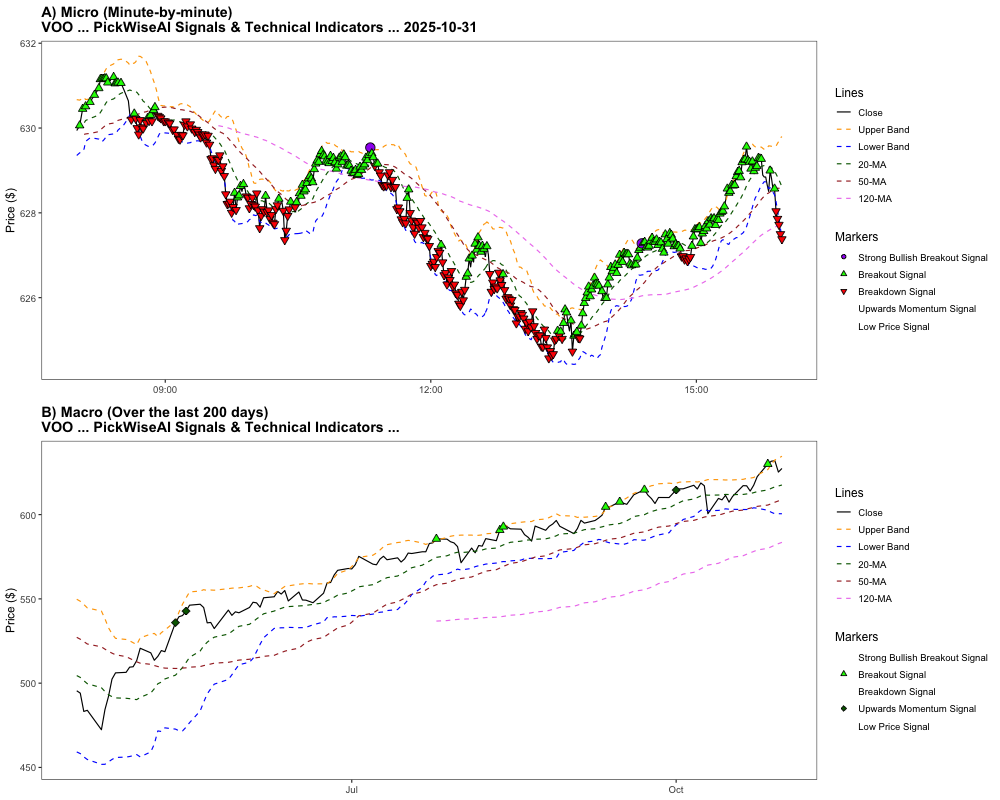 A) Micro (Minute-by-minute)
VOO ... PickWiseAI Signals & Technical Indicators ... 2025-10-31
Price ($)
632
630
628
626
09:00
12:00
15:00
Lines
Close
Upper Band
Lower Band
20-MA
50-MA
120-MA
Markers
Strong Bullish Breakout Signal
Breakout Signal
Breakdown Signal
Upwards Momentum Signal
Low Price Signal
B) Macro (Over the last 200 days)
VOO ... PickWiseAI Signals & Technical Indicators ...
Price ($)
600
550
500
450
Jul
Oct
Lines
Close
Upper Band
Lower Band
20-MA
50-MA
120-MA
Markers
Strong Bullish Breakout Signal
Breakout Signal
Breakdown Signal
Upwards Momentum Signal
Low Price Signal